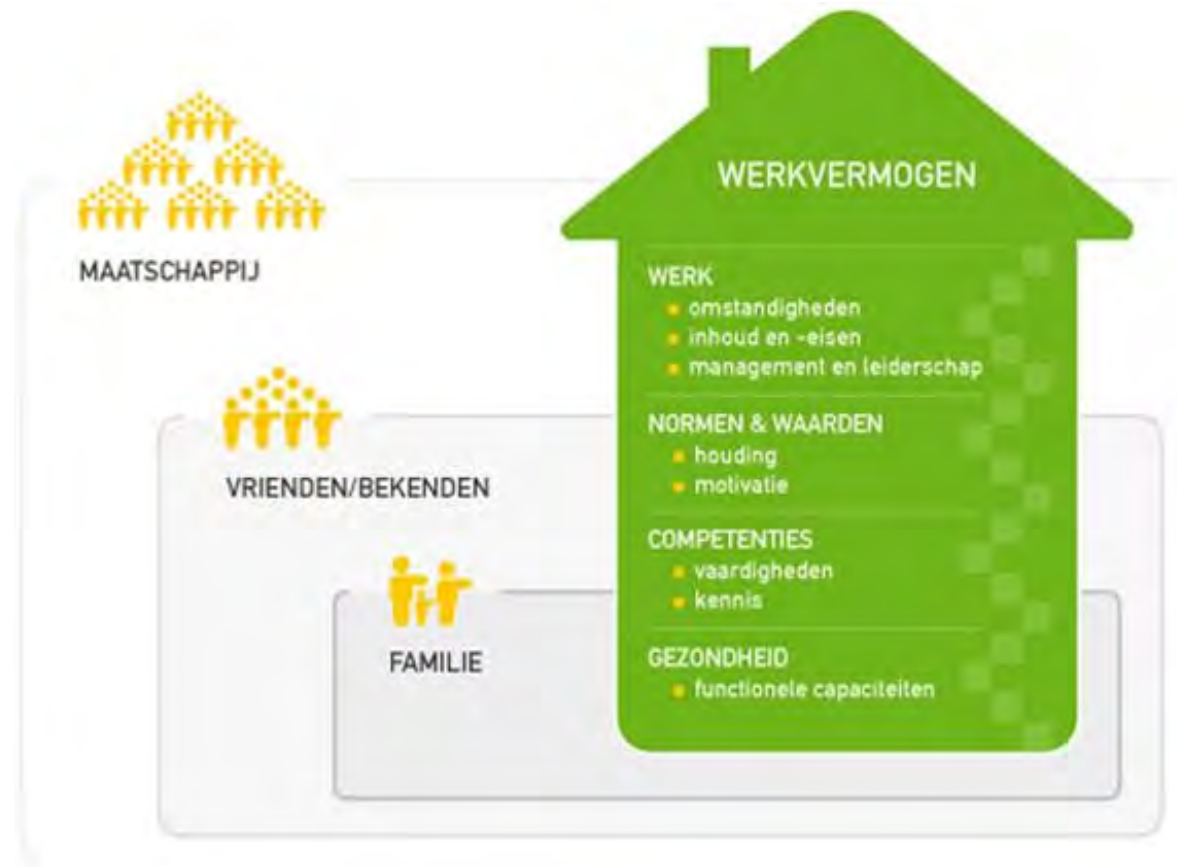 MAATSCHAPPIJ
VRIENDEN/BEKENDEN
FAMILIE
WERKVERMOGEN
WERK
omstandigheden
inhoud en -eisen
management en leiderschap
NORMEN & WAARDEN
houding
motivatie
COMPETENTIES
vaardigheden
kennis
GEZONDHEID
functionele capaciteiten